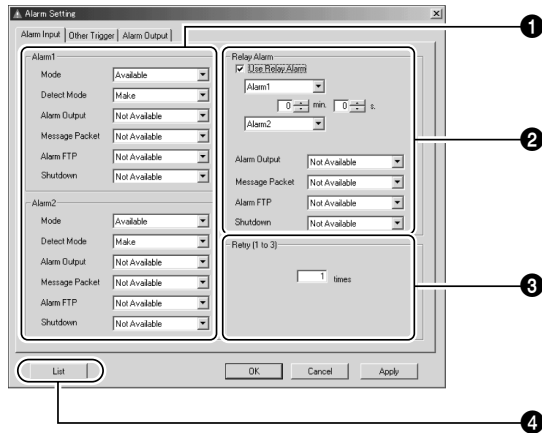 Alarm Setting
Alarm Input Other Trigger Alarm Output
Alarm1
Mode Available
Detect Mode Make
Alarm Output Not Available
Message Packet Not Available
Alarm FTP Not Available
Shutdown Not Available
Alarm2
Mode Available
Detect Mode Make
Alarm Output Not Available
Message Packet Not Available
Alarm FTP Not Available
Shutdown Not Available
Relay Alarm
Use Relay Alarm
Alarm1
0 min. 0 s.
Alarm2
Alarm Output Not Available
Message Packet Not Available
Alarm FTP Not Available
Shutdown Not Available
Retry (1 to 3)
1 times
List OK Cancel Apply
1
2
3
4